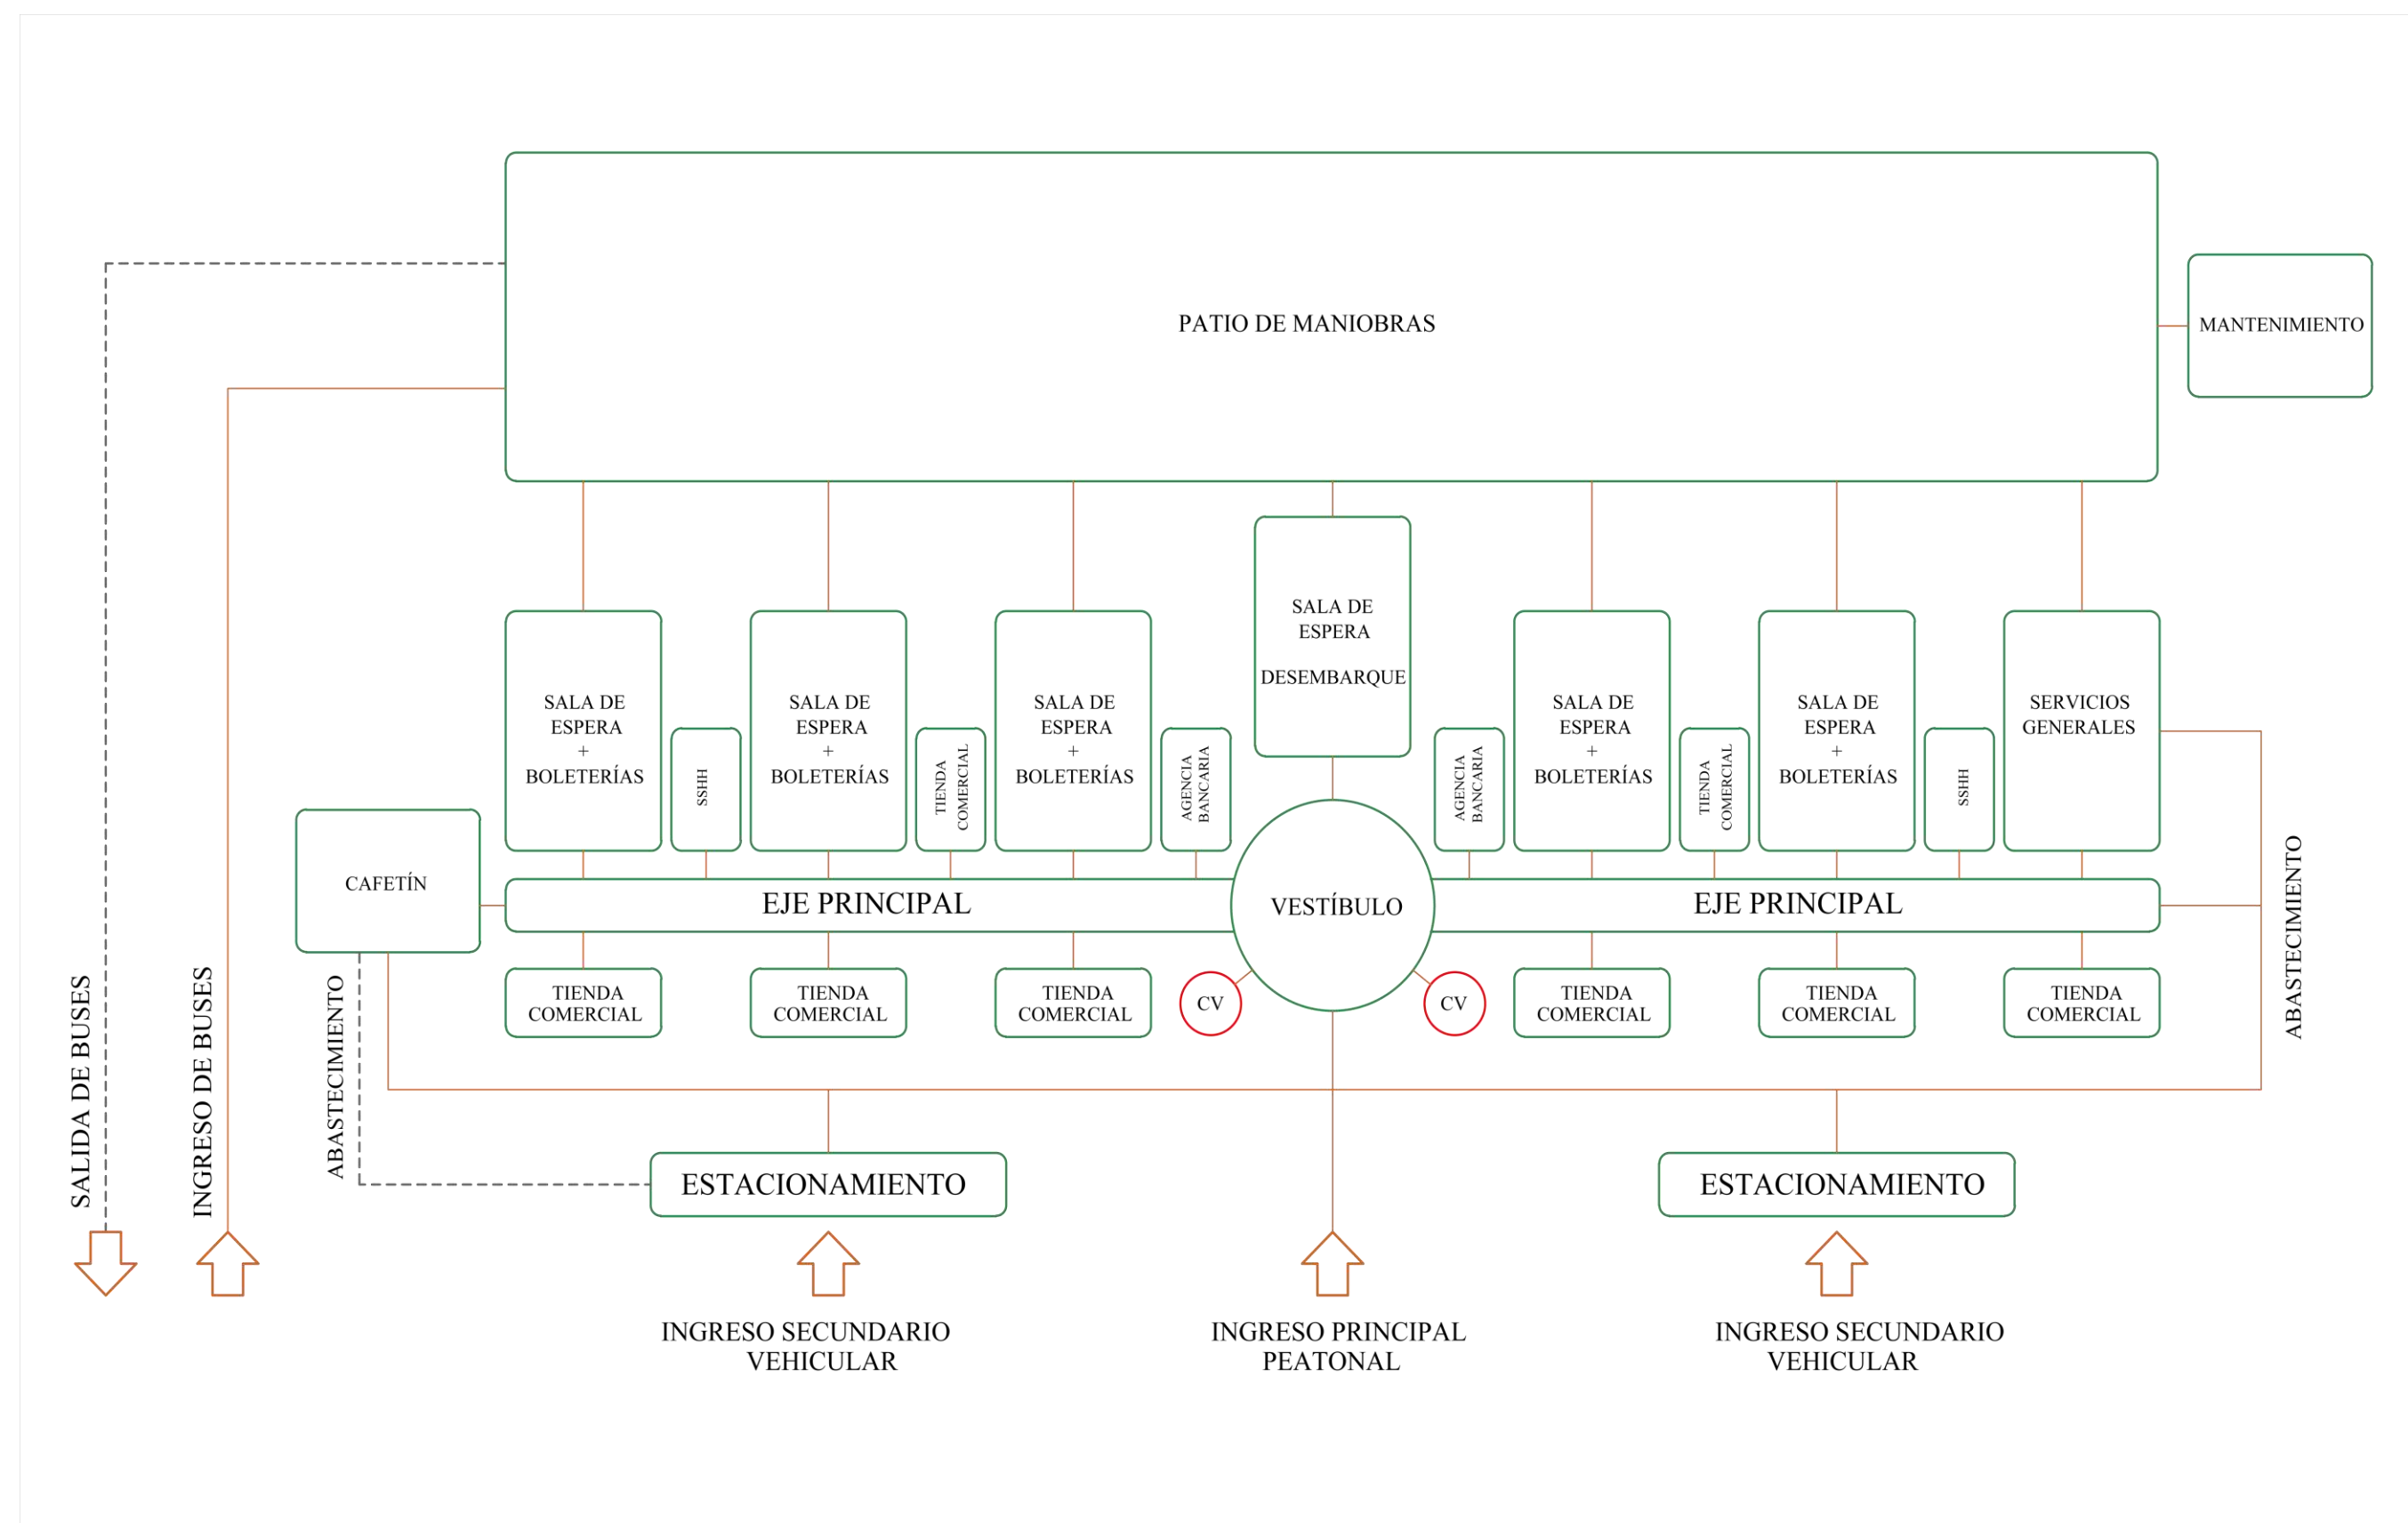 PATIO DE MANIOBRAS
MANTENIMIENTO
SALA DE
ESPERA
DESEMBARQUE
SALA DE
ESPERA
+
BOLETERÍAS
SSHH
SALA DE
ESPERA
+
BOLETERÍAS
TIENDA
COMERCIAL
SALA DE
ESPERA
+
BOLETERÍAS
AGENCIA
BANCARIA
AGENCIA
BANCARIA
SALA DE
ESPERA
+
BOLETERÍAS
TIENDA
COMERCIAL
SALA DE
ESPERA
+
BOLETERÍAS
SSHH
SERVICIOS
GENERALES
CAFETÍN
EJE PRINCIPAL
VESTÍBULO
EJE PRINCIPAL
TIENDA
COMERCIAL
TIENDA
COMERCIAL
TIENDA
COMERCIAL
CV
CV
TIENDA
COMERCIAL
TIENDA
COMERCIAL
TIENDA
COMERCIAL
SALIDA DE BUSES
INGRESO DE BUSES
ABASTECIMIENTO
ABASTECIMIENTO
ESTACIONAMIENTO
ESTACIONAMIENTO
INGRESO SECUNDARIO
VEHICULAR
INGRESO PRINCIPAL
PEATONAL
INGRESO SECUNDARIO
VEHICULAR